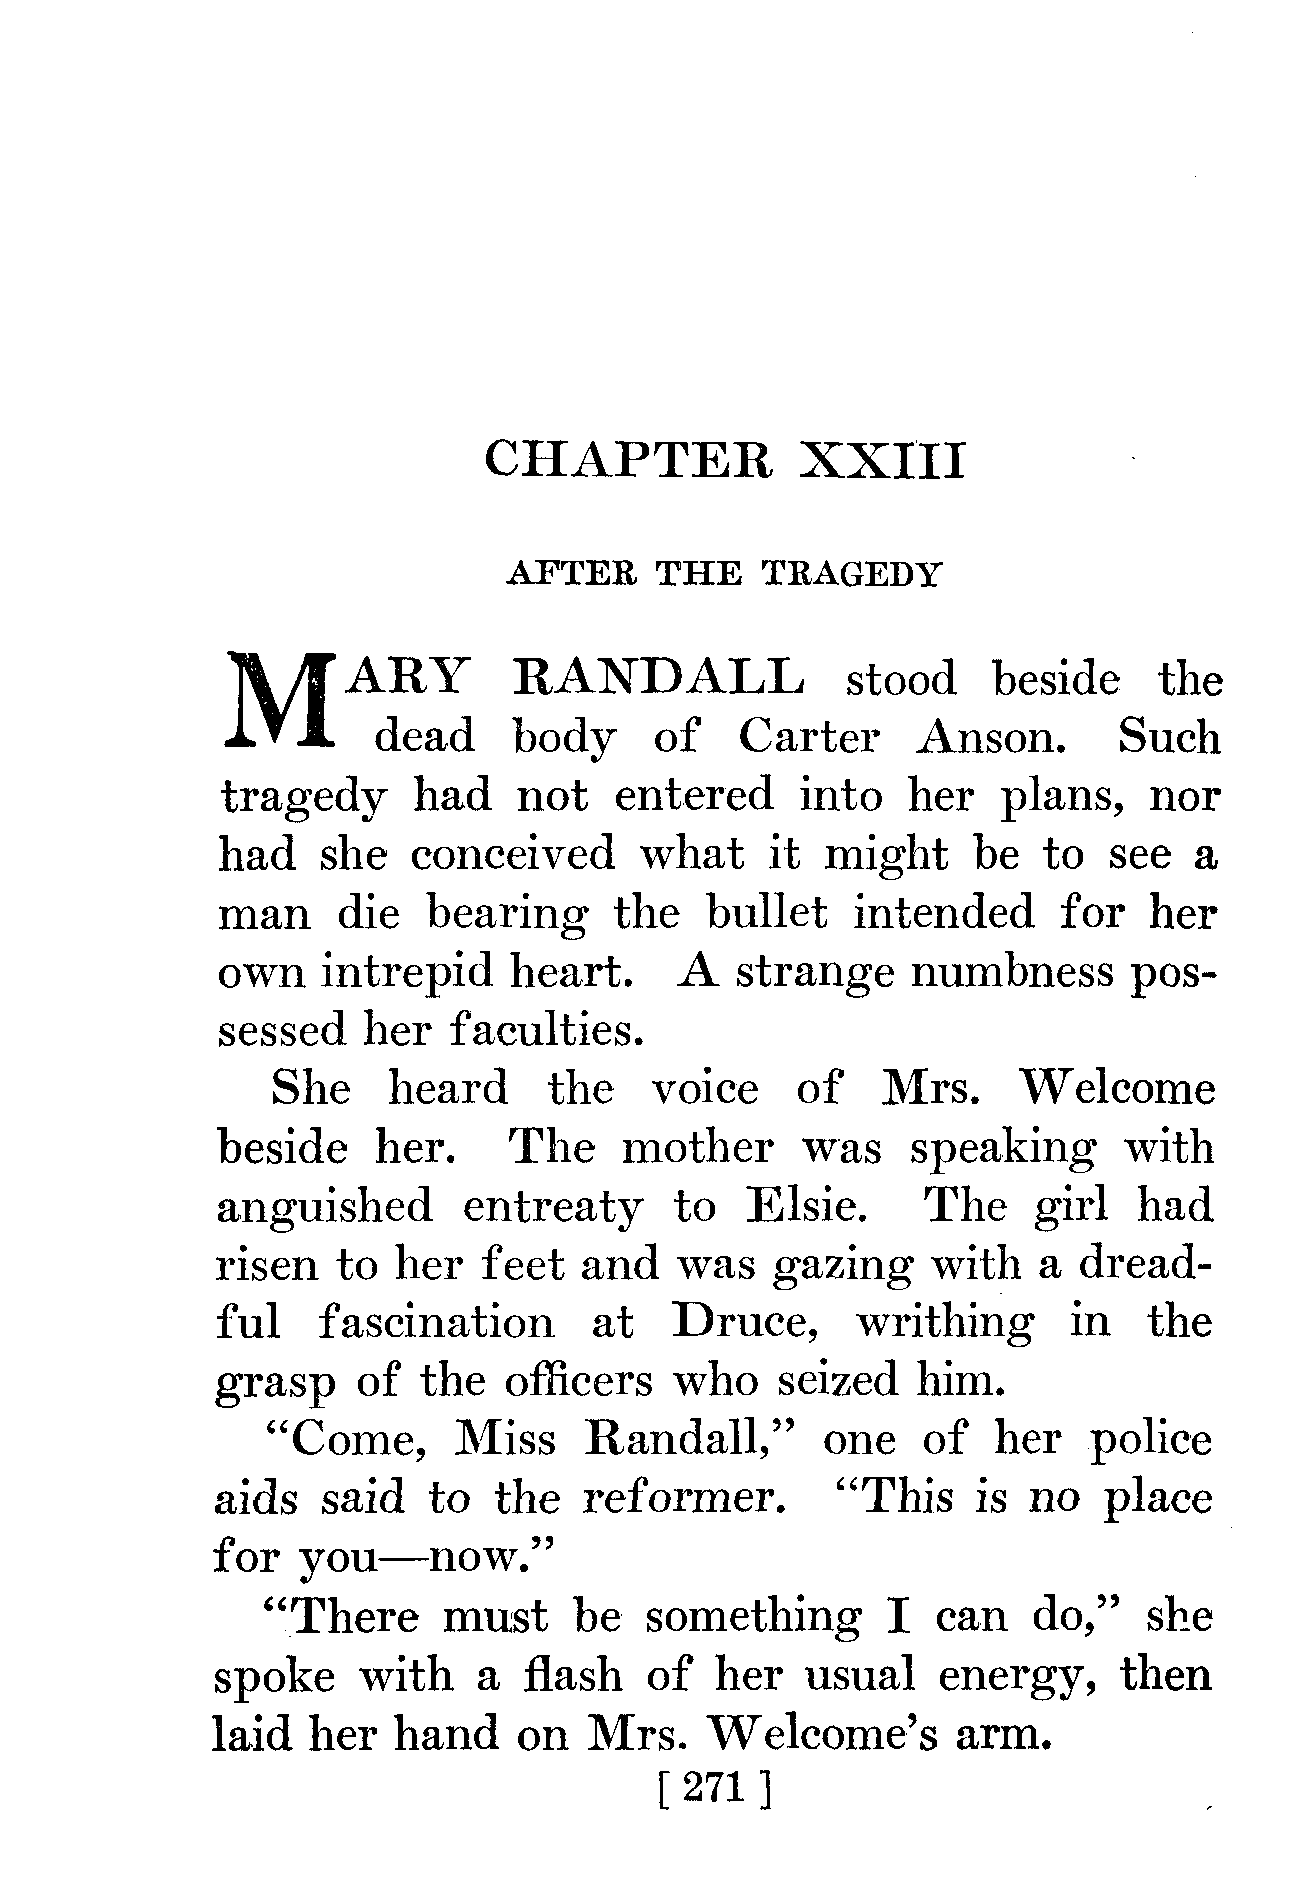 CHAPTER XXIII
AFTER THE TRAGEDY
MARY RANDALL stood beside the
dead body of Carter Anson. Such
tragedy had not entered into her plans, nor
had she conceived what it might be to see a
man die bearing the bullet intended for her
own intrepid heart. A strange numbness pos-
sessed her faculties.
She heard the voice of Mrs. Welcome
beside her. The mother was speaking with
anguished entreaty to Elsie. The girl had
risen to her feet and was gazing with a dread-
ful fascination at Druce, writhing in the
grasp of the officers who seized him.
“Come, Miss Randall,” one of her police
aids said to the reformer. “This is no place
for you—now.”
“There must be something I can do,” she
spoke with a flash of her usual energy, then
laid her hand on Mrs. Welcome’s arm.
[ 271 ]